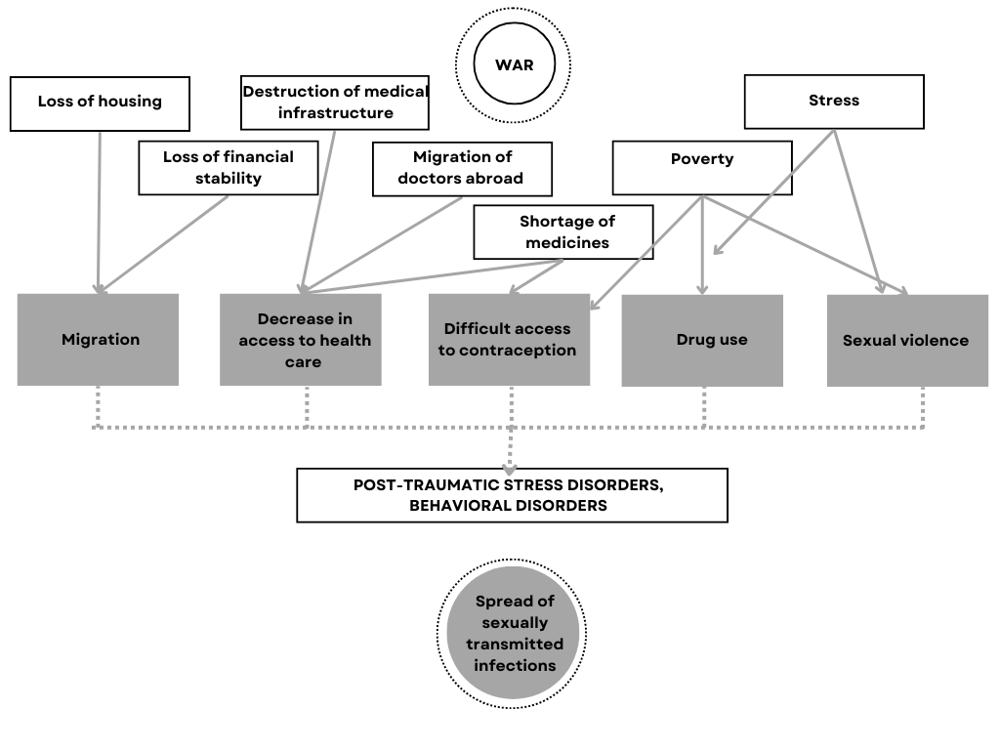 WAR
Loss of housing
Destruction of medical
infrastructure
Stress
Loss of financial
stability
Migration of
doctors abroad
Poverty
Shortage of
medicines
Migration
Decrease in
access to health
care
Difficult access
to contraception
Drug use
Sexual violence
POST-TRAUMATIC STRESS DISORDERS,
BEHAVIORAL DISORDERS
Spread of
sexually
transmitted
infections